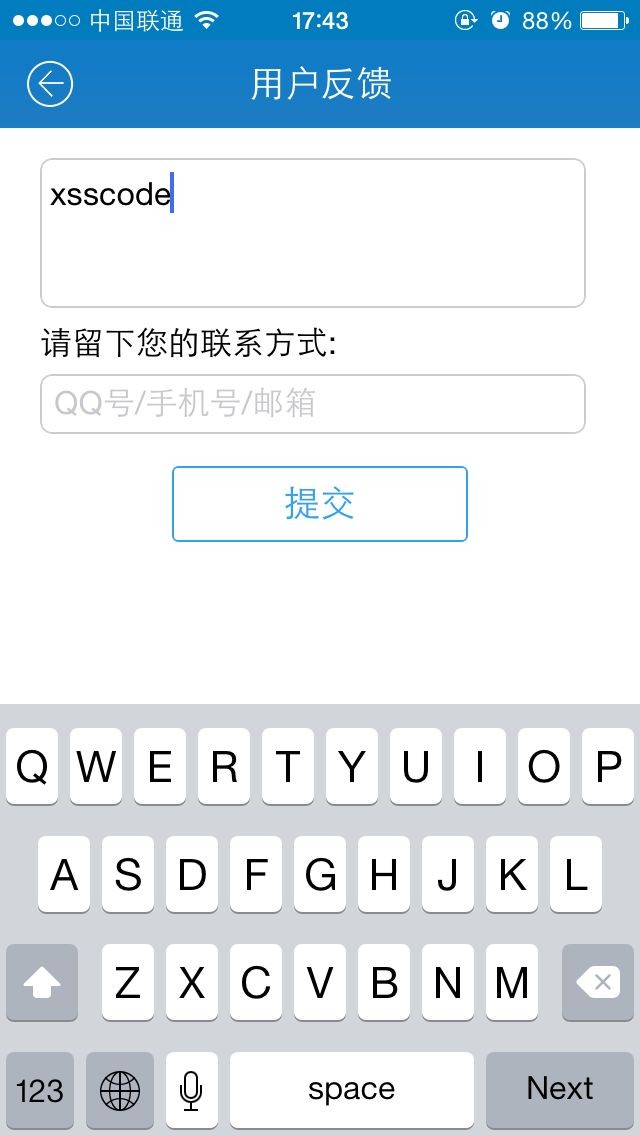 中国联通 17:43 88%
用户反馈
xsscode
请留下您的联系方式:
QQ号/手机号/邮箱
提交
Q W E R T Y U I O P
A S D F G H J K L
Z X C V B N M
123 space Next